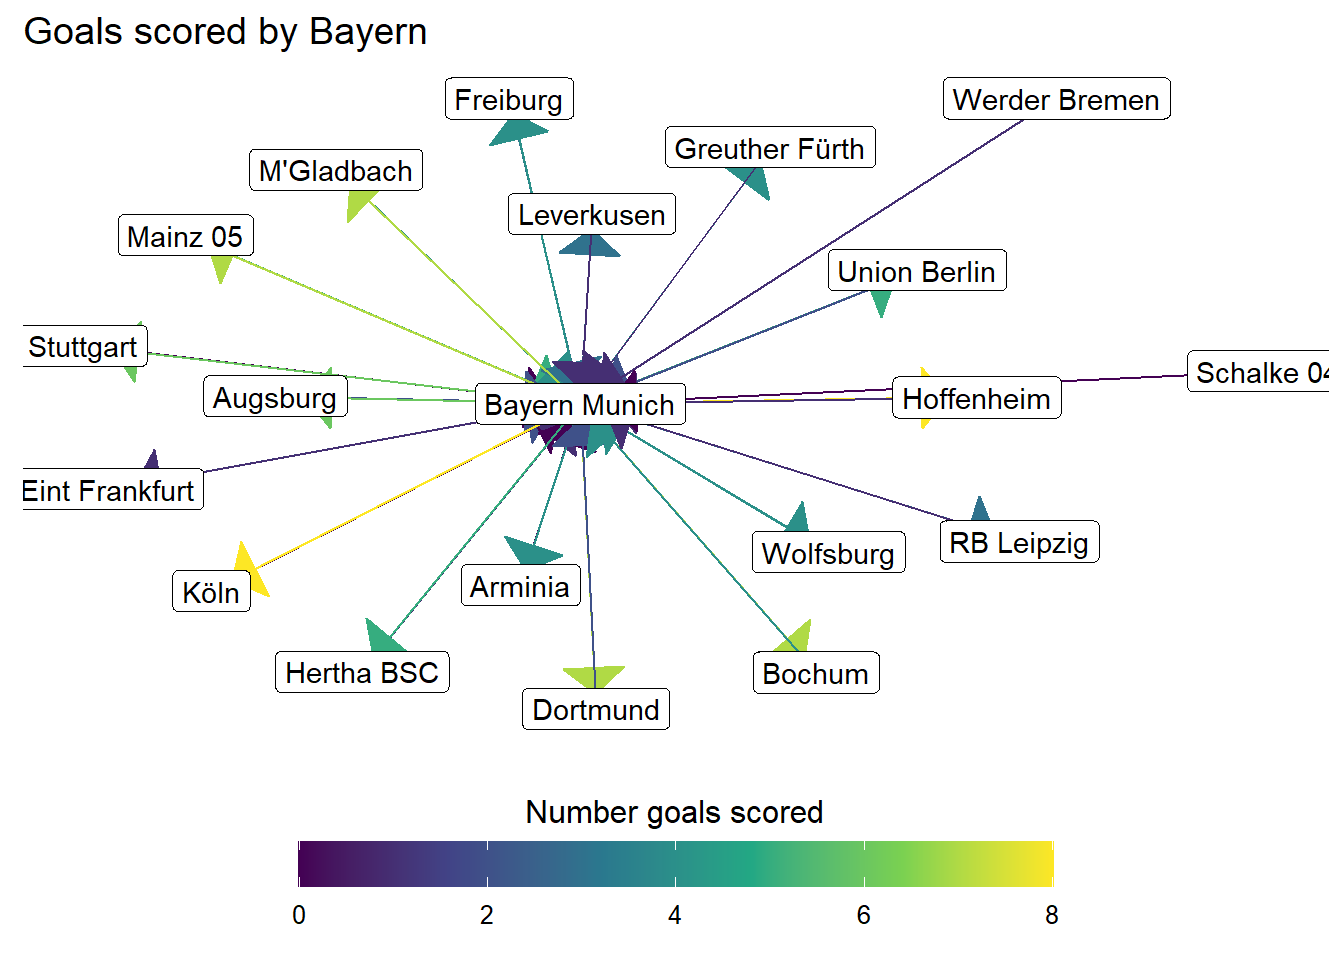 Goals scored by Bayern
Freiburg
Werder Bremen
Greuther Fürth
M'Gladbach
Leverkusen
Mainz 05
Union Berlin
Stuttgart
Schalke 04
Augsburg
Bayern Munich
Hoffenheim
Eint Frankfurt
RB Leipzig
Wolfsburg
Köln
Arminia
Hertha BSC
Bochum
Dortmund
Number goals scored
0 2 4 6 8